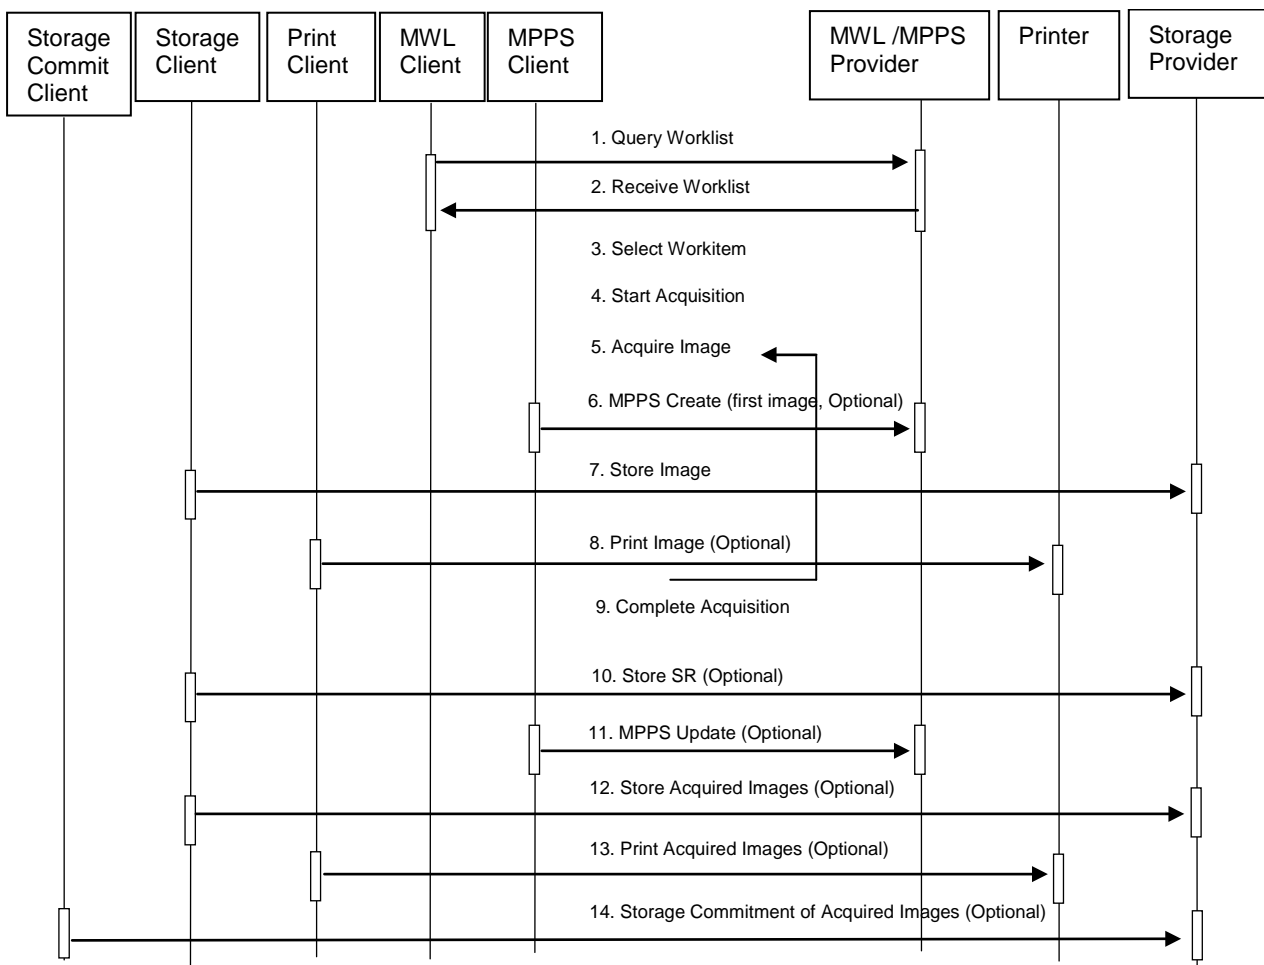 Storage
Commit
Client
Storage
Client
Print
Client
MWL
Client
MPPS
Client
MWL /MPPS
Provider
Printer
Storage
Provider
1. Query Worklist
2. Receive Worklist
3. Select Workitem
4. Start Acquisition
5. Acquire Image
6. MPPS Create (first image, Optional)
7. Store Image
8. Print Image (Optional)
9. Complete Acquisition
10. Store SR (Optional)
11. MPPS Update (Optional)
12. Store Acquired Images (Optional)
13. Print Acquired Images (Optional)
14. Storage Commitment of Acquired Images (Optional)